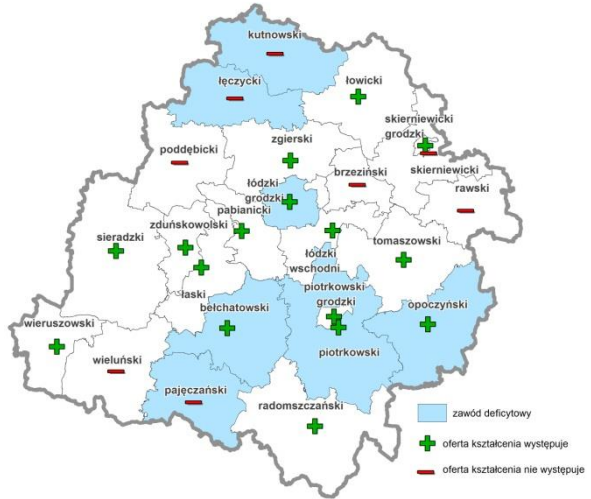 kutnowski
łęczycki
łowicki
skierniewicki
grodzki
zgierski
poddębicki
brzeziński
skierniewicki
rawski
łódzki
grodzki
pabianicki
zduńskowolski
sieradzki
tomaszowski
łódzki
wschodni
piotrkowski
grodzki
łaski
bełchatowski
opoczyński
wieruszowski
piotrkowski
wieluński
pajęczański
radomszczański
zawód deficytowy
oferta kształcenia występuje
oferta kształcenia nie występuje